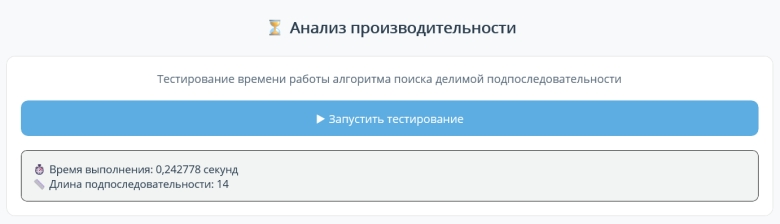 ⏳ Анализ производительности
Тестирование времени работы алгоритма поиска делимой подпоследовательности
▶ Запустить тестирование
⏱ Время выполнения: 0,242778 секунд
📏 Длина подпоследовательности: 14